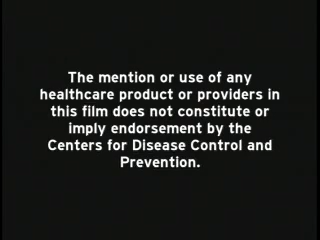 The mention or use of any
healthcare product or providers in
this film does not constitute or
imply endorsement by the
Centers for Disease Control and
Prevention.